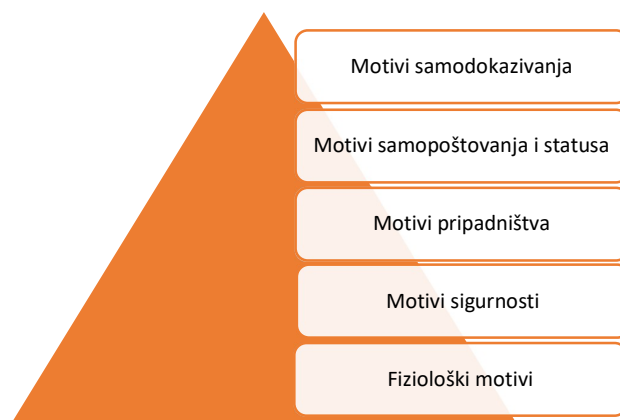 Motivi samodokazivanja
Motivi samopoštovanja i statusa
Motivi pripadništva
Motivi sigurnosti
Fiziološki motivi